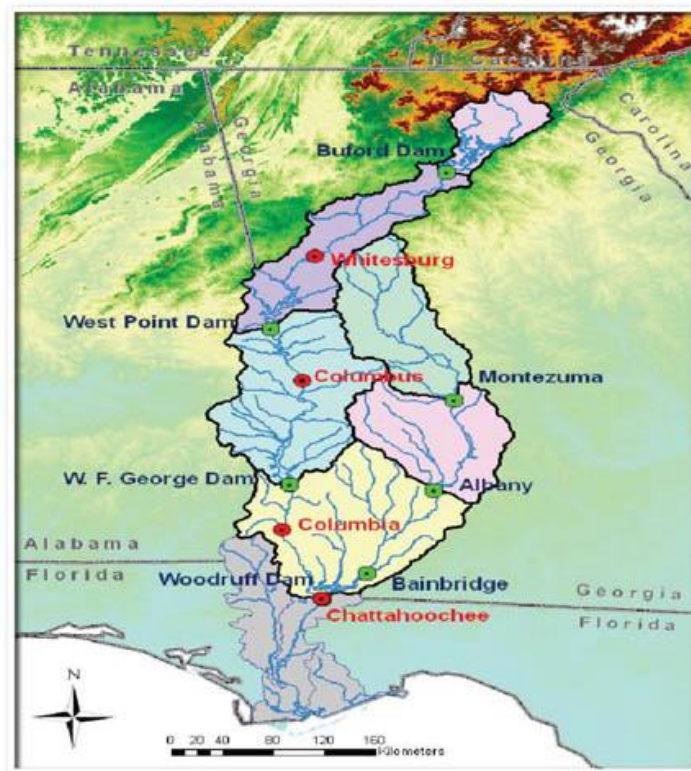 Tennessee
N. Carolina
Alabama
Carolina
Georgia
Georgia
Alabama
Buford Dam
Whitesburg
West Point Dam
Columbus
Montezuma
W. F. George Dam
Albany
Columbia
Alabama
Florida
Woodruff Dam
Bainbridge
Georgia
Chattahoochee
Florida
N
0 20 40 80 120 160
Kilometers